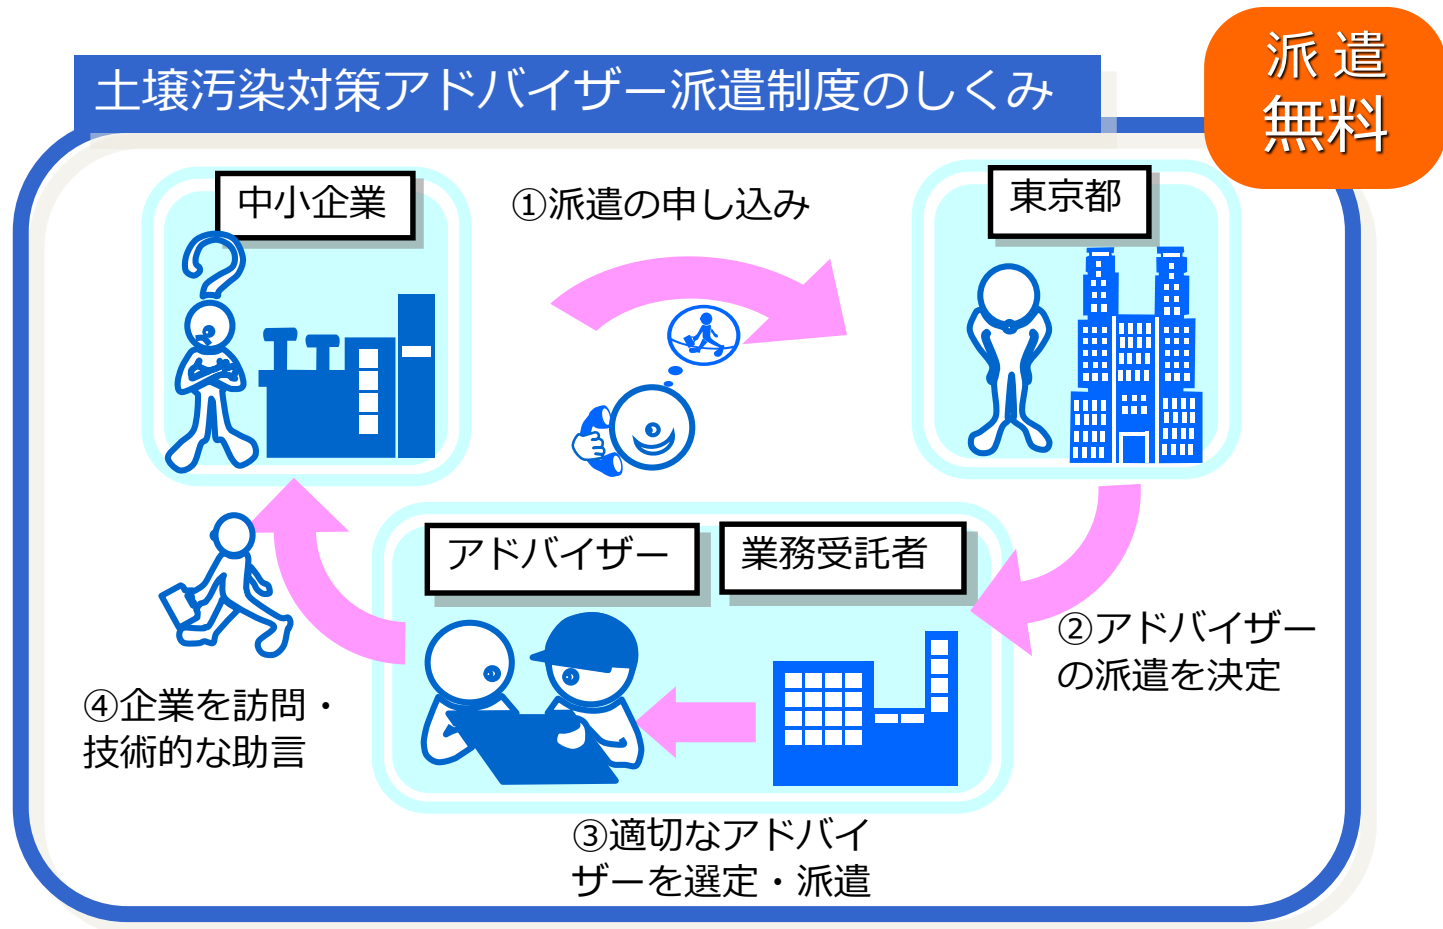 土壌汚染対策アドバイザー派遣制度のしくみ
派遣
無料
中小企業
①派遣の申し込み
東京都
アドバイザー
業務受託者
②アドバイザー
の派遣を決定
④企業を訪問・
技術的な助言
③適切なアドバイ
ザーを選定・派遣